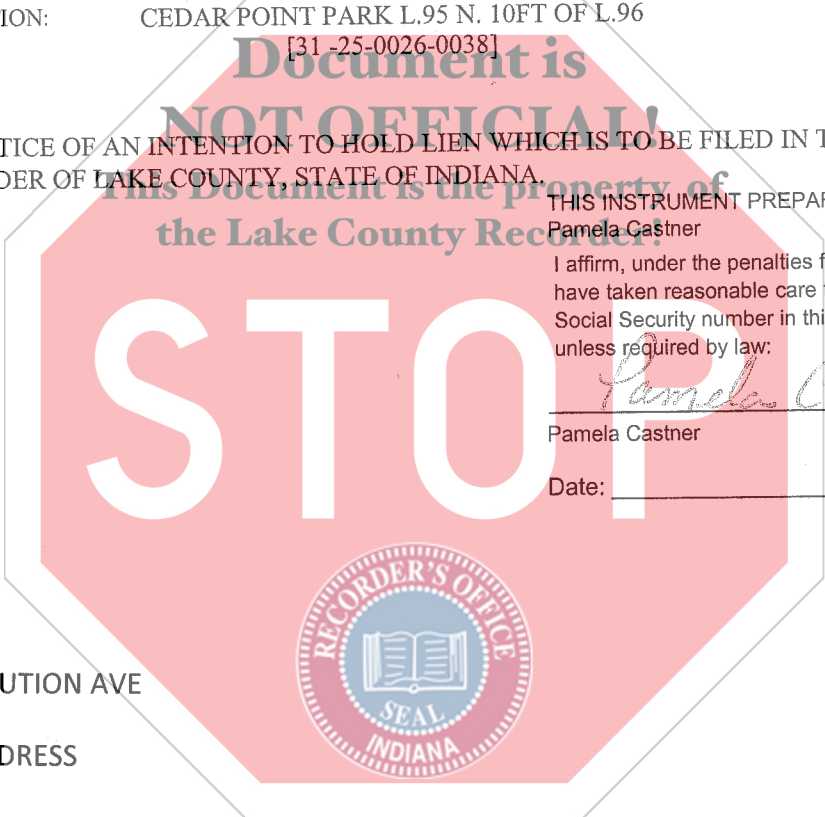 ION: CEDAR POINT PARK L.95 N. 10FT OF L.96
[31 -25-0026-0038]
Document is
NOT OFFICIAL!
TICE OF AN INTENTION TO HOLD LIEN WHICH IS TO BE FILED IN T
DER OF LAKE COUNTY, STATE OF INDIANA.
This Document is the property of
the Lake County Recorder!
THIS INSTRUMENT PREPAR
Pamela Castner
I affirm, under the penalties f
have taken reasonable care
Social Security number in thi
unless required by law:
Pamela C
Pamela Castner
Date:
STOP
RECORDER'S OFFICE
SEAL
INDIANA
UTION AVE
DRESS